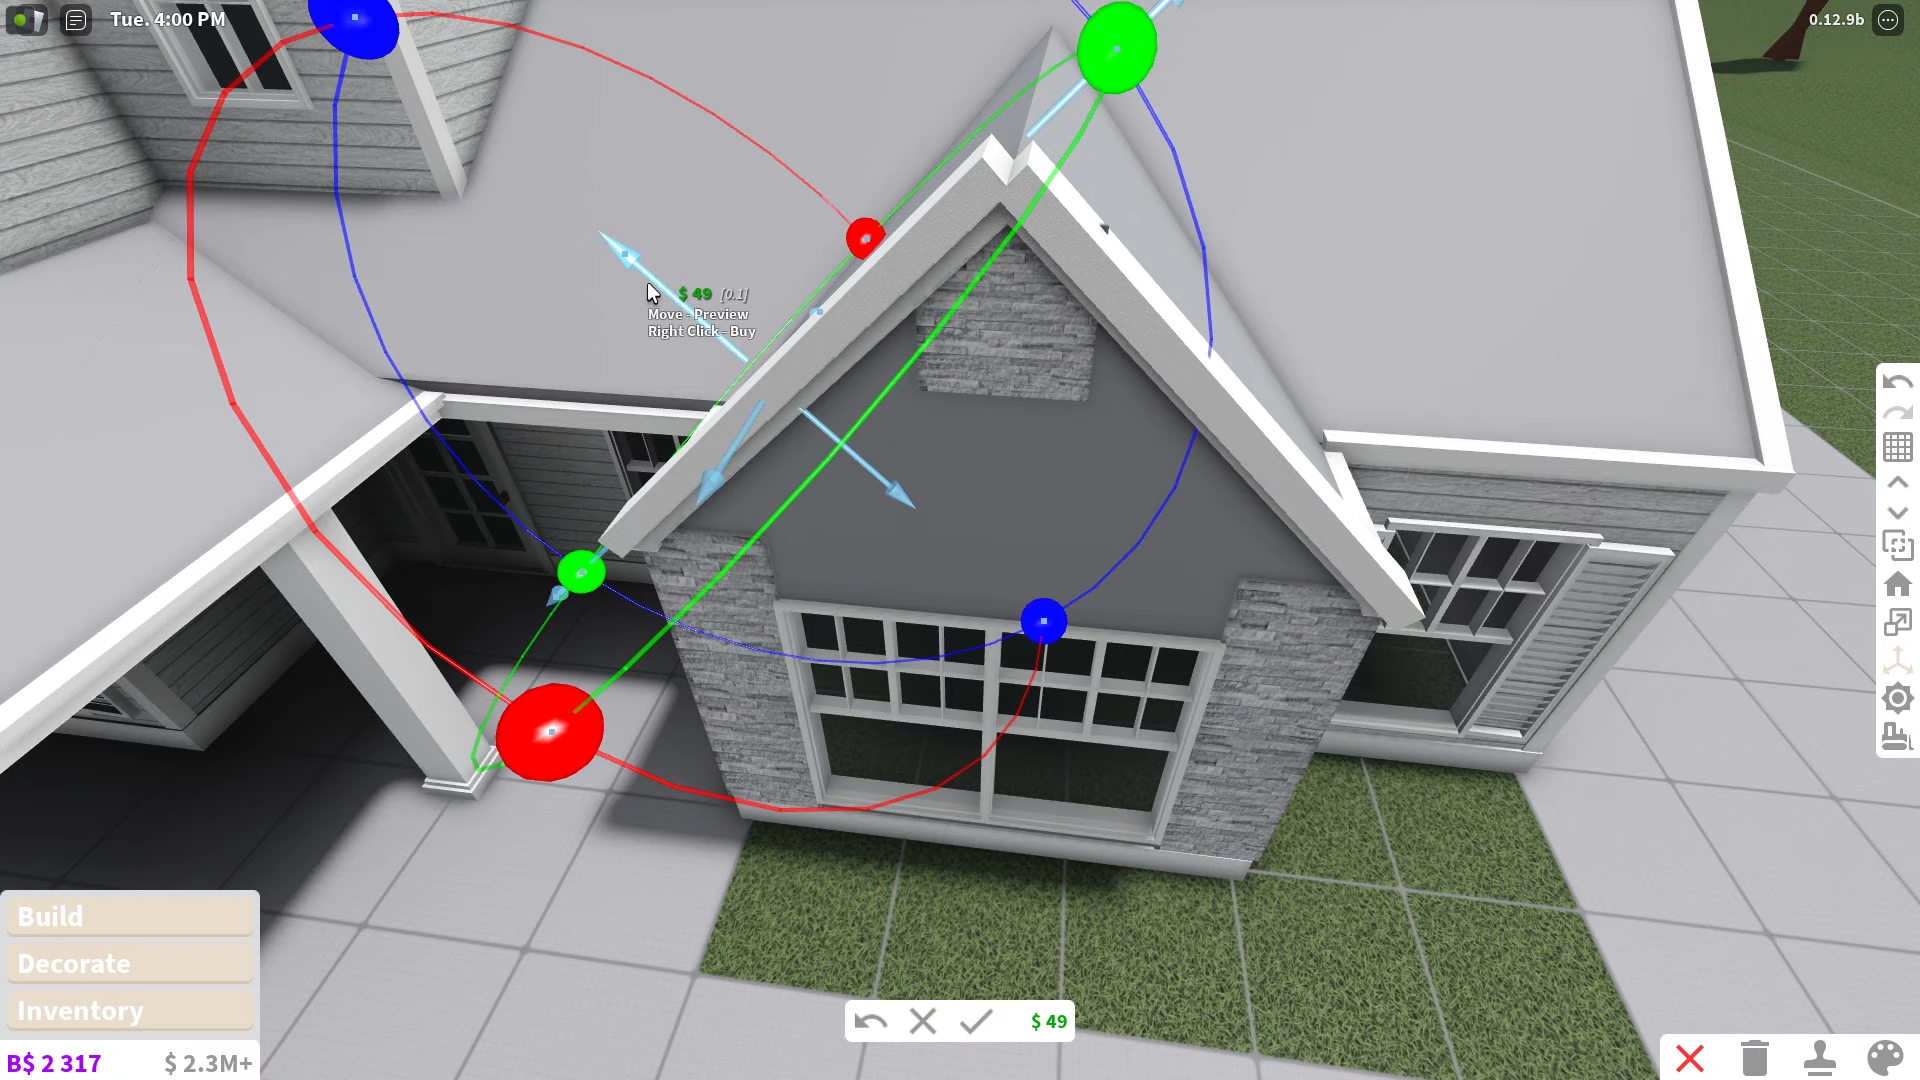 Tue. 4:00 PM
0.12.9b
$ 49 [0.1]
Move - Preview
Right Click - Buy
Build
Decorate
Inventory
B$ 2 317
$ 2.3M+
$ 49